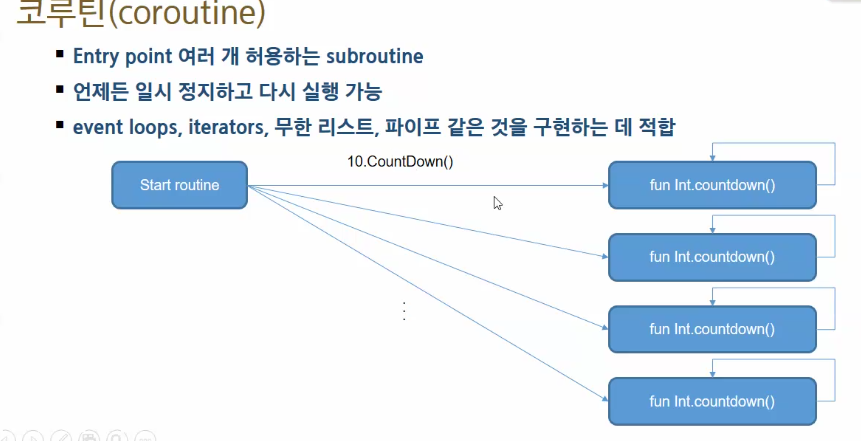 코루틴(coroutine)
Entry point 여러 개 허용하는 subroutine
언제든 일시 정지하고 다시 실행 가능
event loops, iterators, 무한 리스트, 파이프 같은 것을 구현하는 데 적합
10.CountDown()
Start routine
fun Int.countdown()
fun Int.countdown()
fun Int.countdown()
fun Int.countdown()